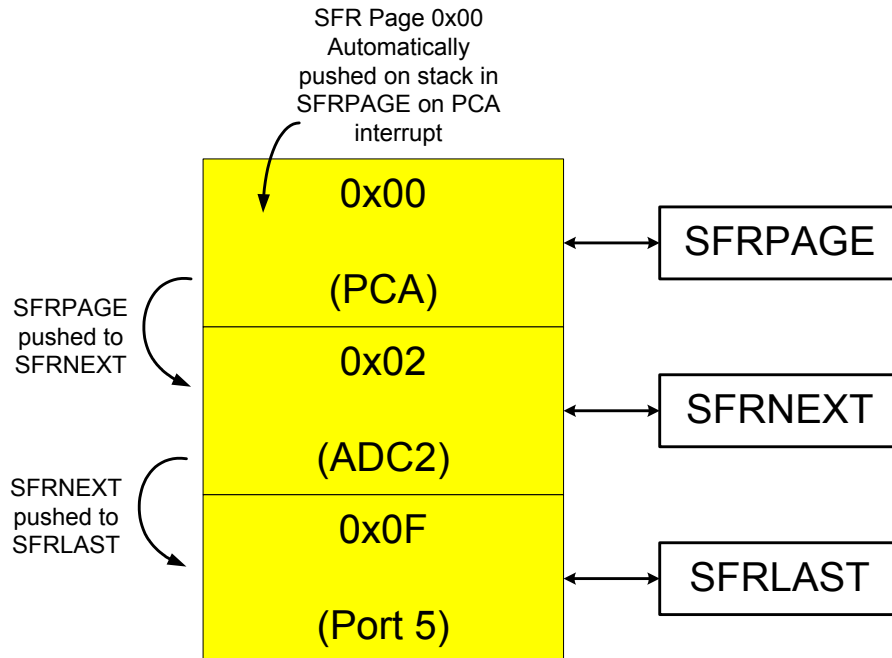 SFR Page 0x00
Automatically
pushed on stack in
SFRPAGE on PCA
interrupt
0x00
(PCA)
SFRPAGE
SFRPAGE
pushed to
SFRNEXT
0x02
(ADC2)
SFRNEXT
SFRNEXT
pushed to
SFRLAST
0x0F
(Port 5)
SFRLAST